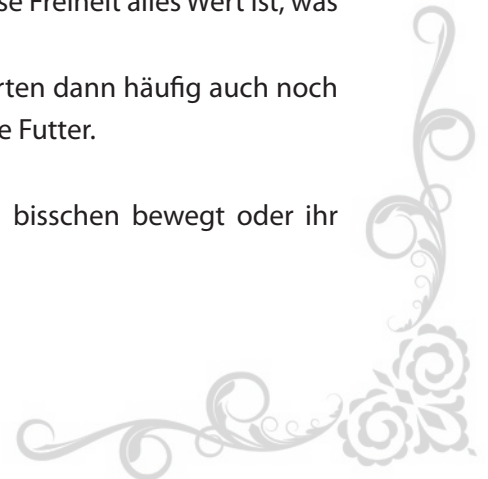 se Freiheit alles Wert ist, was
rten dann häufig auch noch
e Futter.
bisschen bewegt oder ihr